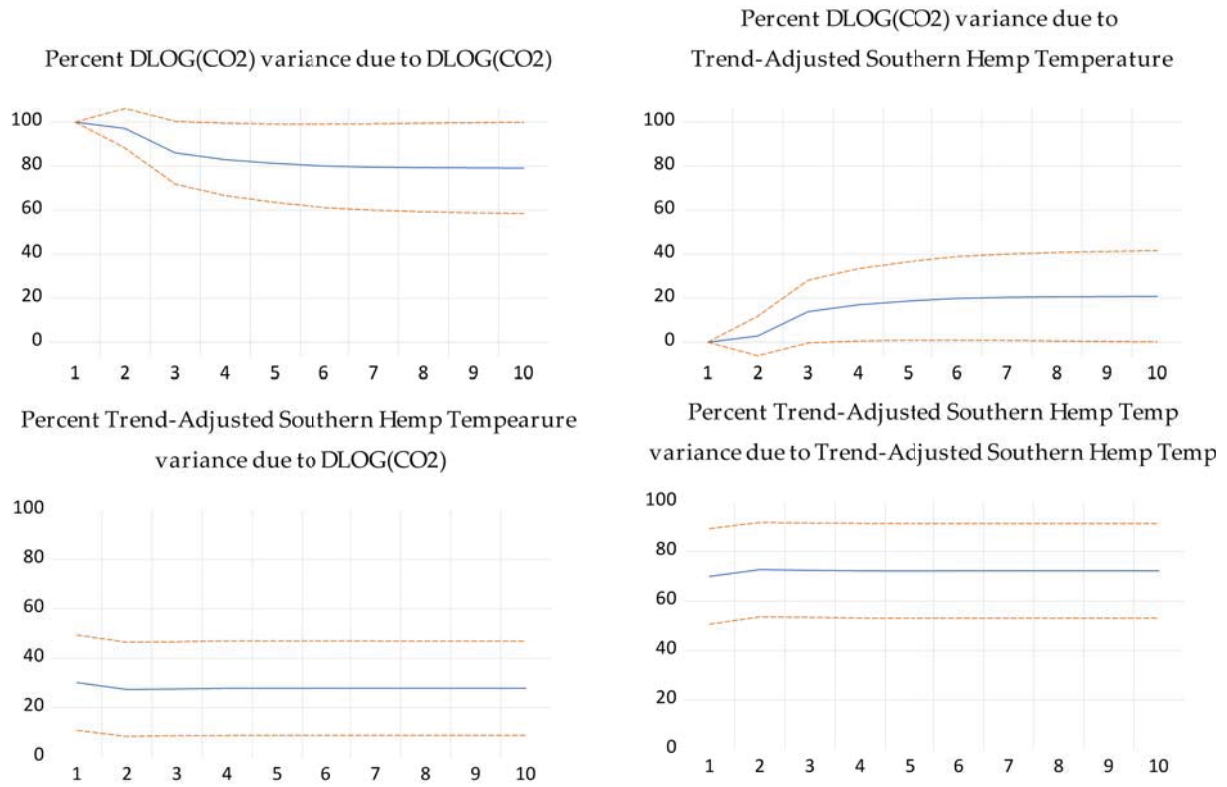 Percent DLOG(CO2) variance due to DLOG(CO2)
100
80
60
40
20
0
1 2 3 4 5 6 7 8 9 10
Percent DLOG(CO2) variance due to
Trend-Adjusted Southern Hemp Temperature
100
80
60
40
20
0
1 2 3 4 5 6 7 8 9 10
Percent Trend-Adjusted Southern Hemp Tempearure
variance due to DLOG(CO2)
100
80
60
40
20
0
1 2 3 4 5 6 7 8 9 10
Percent Trend-Adjusted Southern Hemp Temp
variance due to Trend-Adjusted Southern Hemp Temp
100
80
60
40
20
0
1 2 3 4 5 6 7 8 9 10